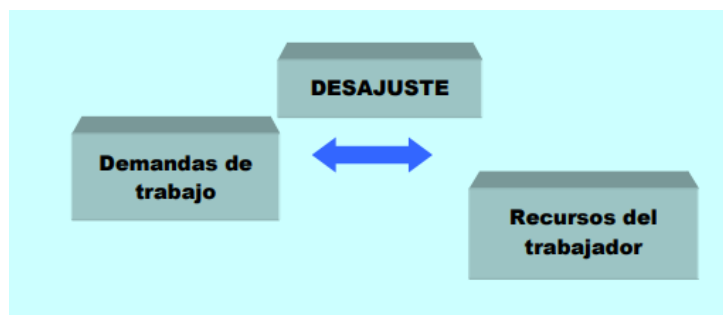 DESAJUSTE
Demandas de
trabajo
Recursos del
trabajador